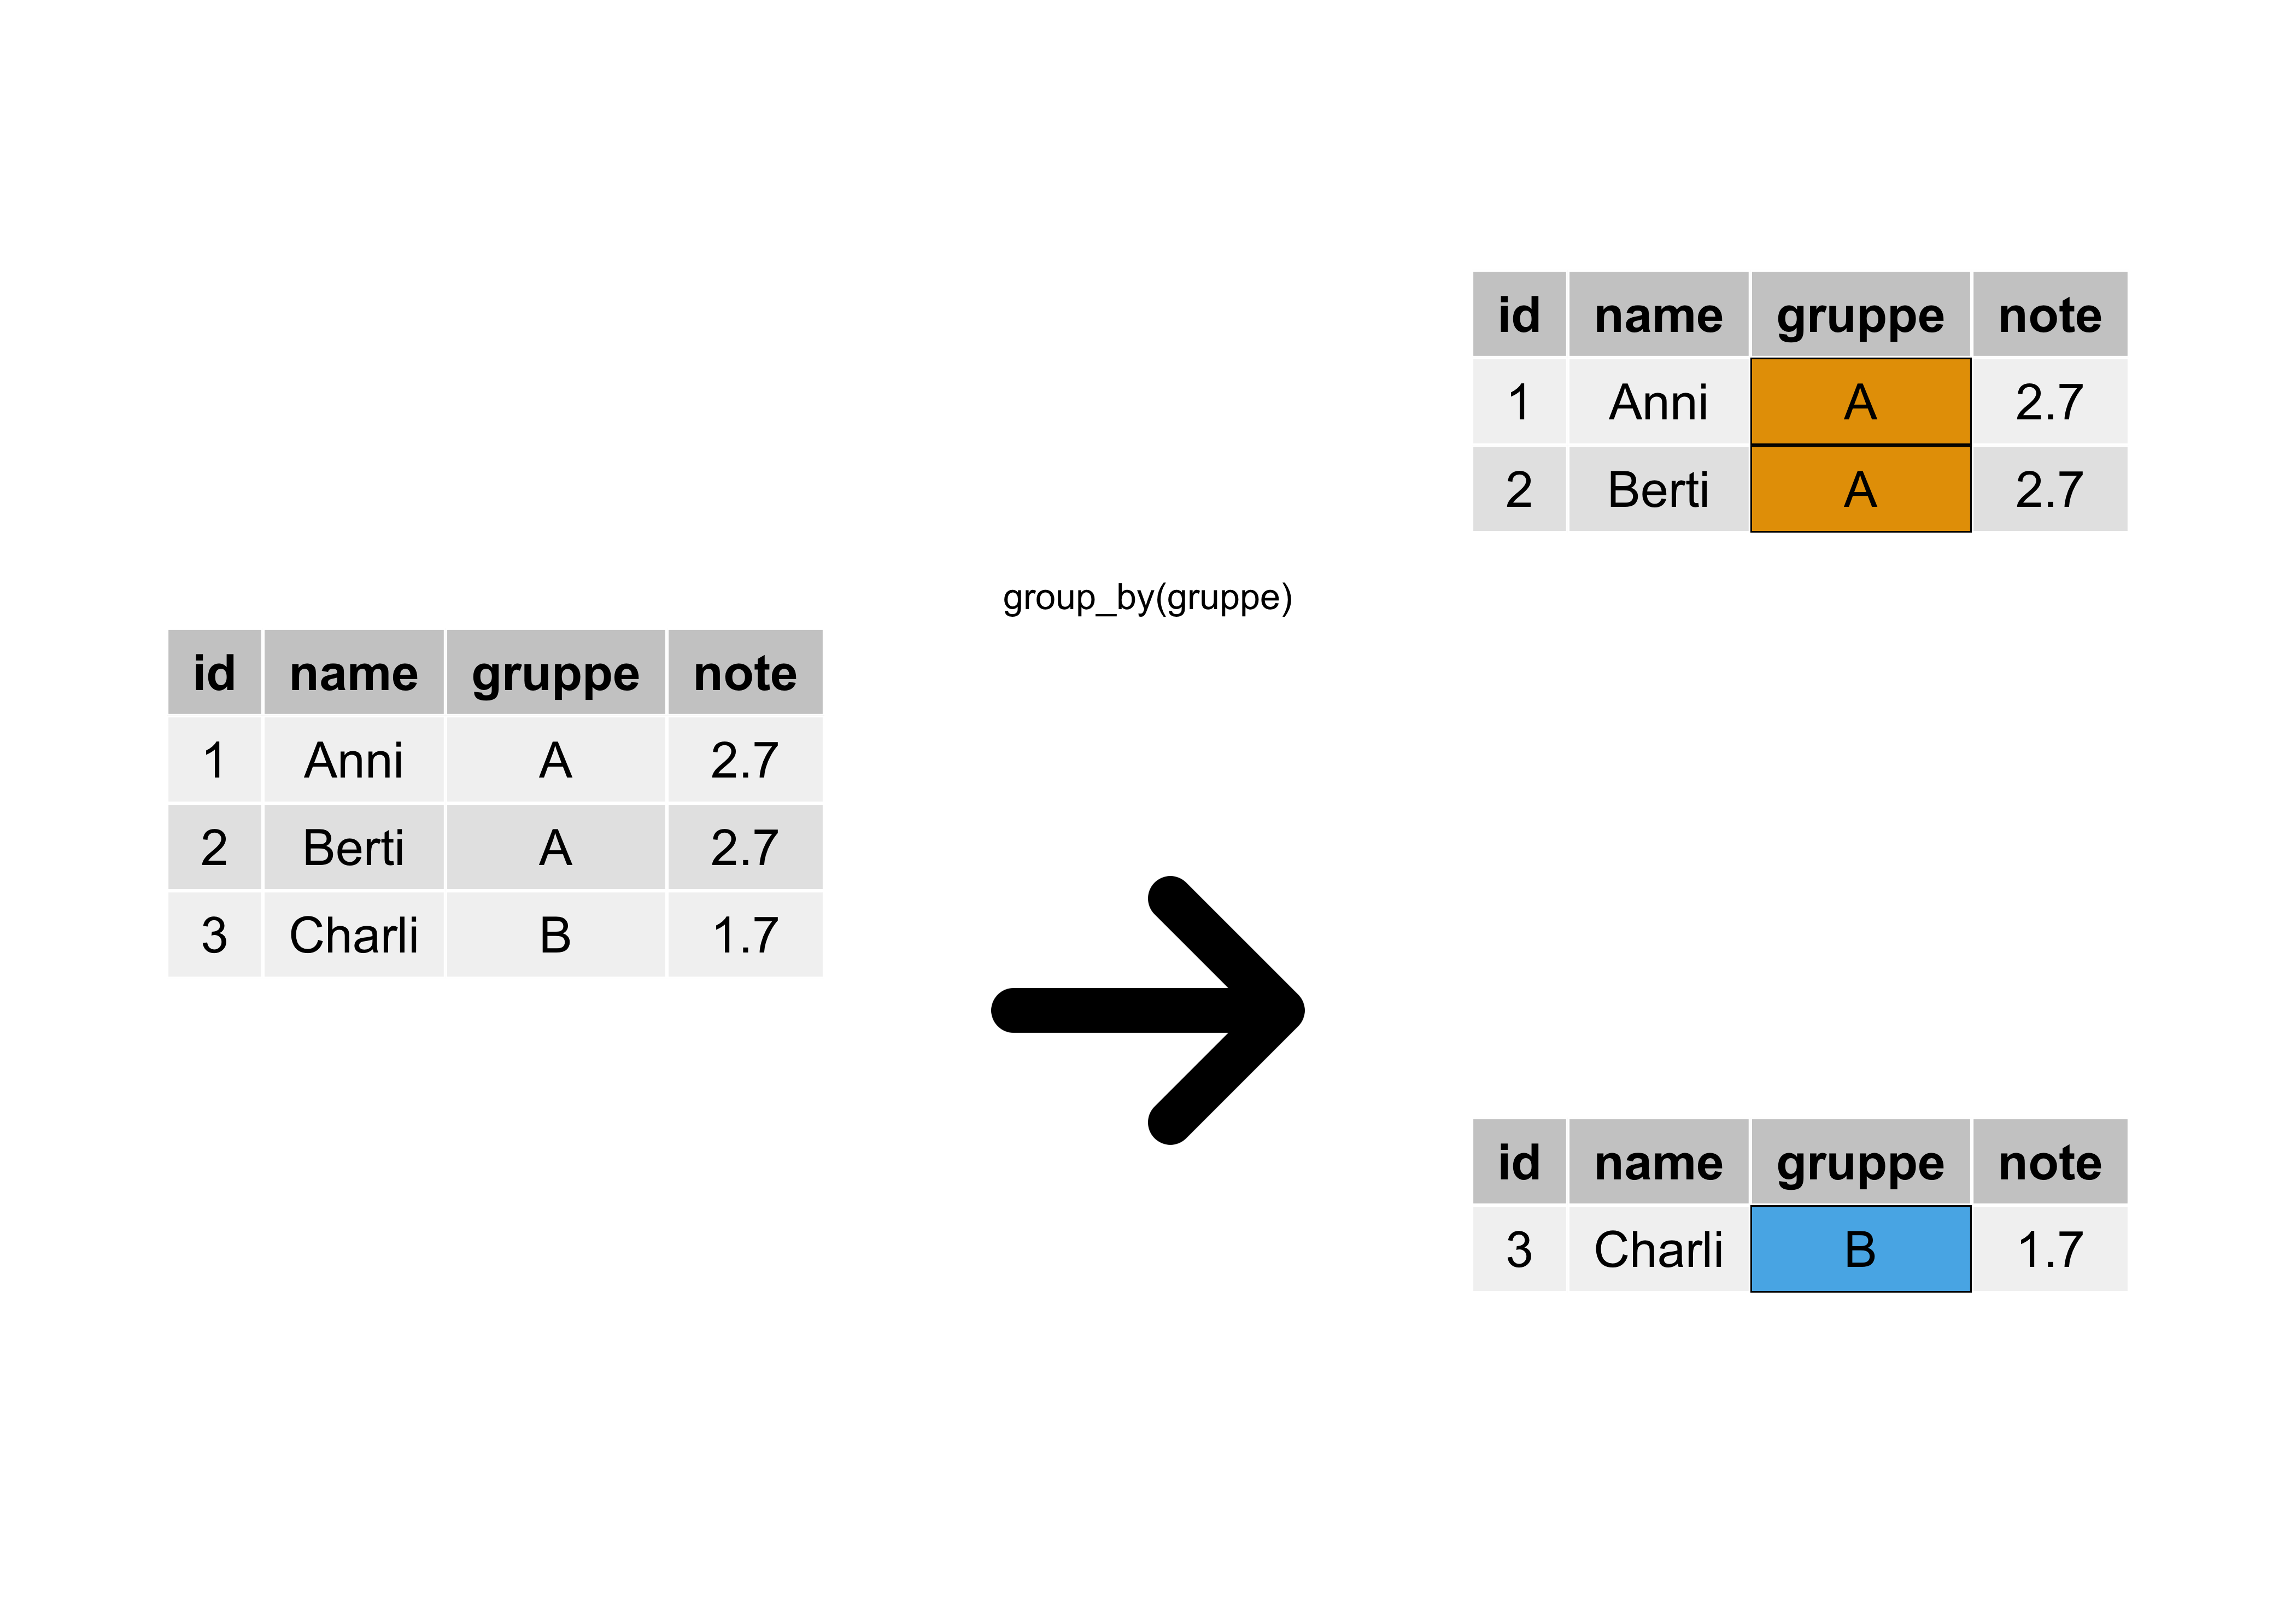 id name gruppe note
1 Anni A 2.7
2 Berti A 2.7
3 Charli B 1.7
group_by(gruppe)
id name gruppe note
1 Anni A 2.7
2 Berti A 2.7
id name gruppe note
3 Charli B 1.7